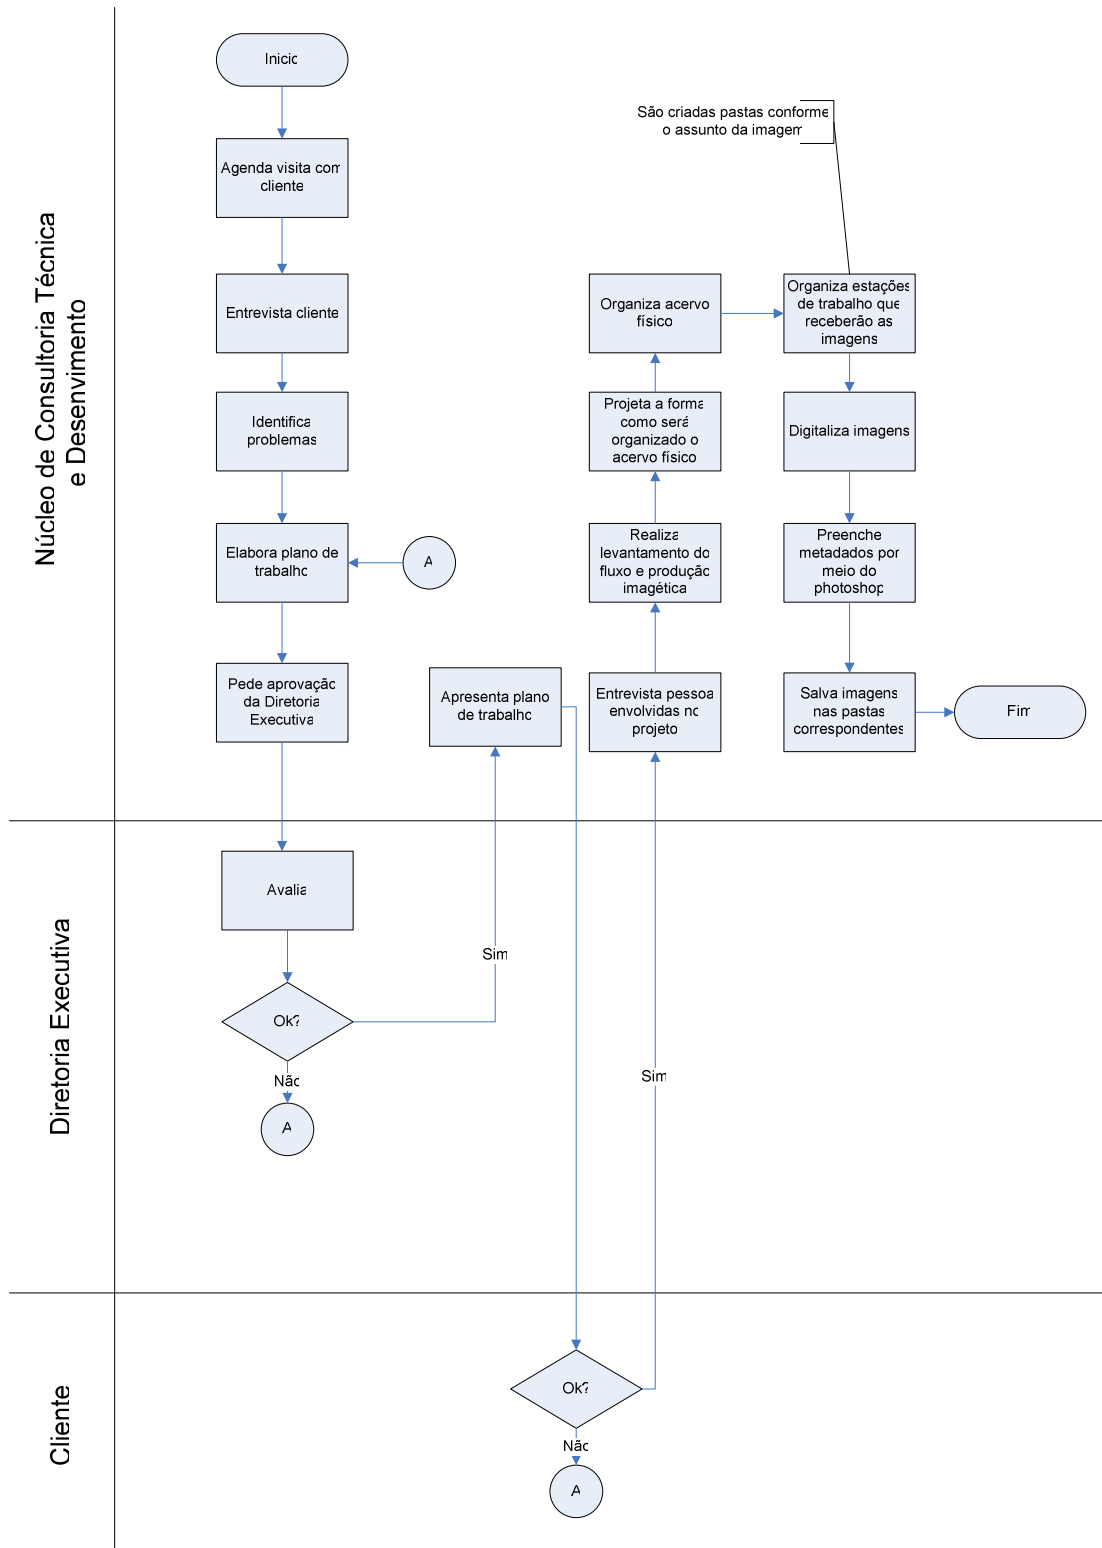 Núcleo de Consultoria Técnica
e Desenvimento
Inicio
Agenda visita com
cliente
Entrevista cliente
Identifica
problemas
Elabora plano de
trabalho
A
Pede aprovação
da Diretoria
Executiva
Apresenta plano
de trabalho
São criadas pastas conforme
o assunto da imagem
Organiza acervo
físico
Projeta a forma
como será
organizado o
acervo físico
Realiza
levantamento do
fluxo e produção
imagética
Entrevista pessoa
envolvidas no
projeto
Organiza estações
de trabalho que
receberão as
imagens
Digitaliza imagens
Preenche
metadados por
meio do
photoshop
Salva imagens
nas pastas
correspondentes
Fim
Diretoria Executiva
Avalia
Ok?
Sim
Não
A
Sim
Cliente
Ok?
Não
A